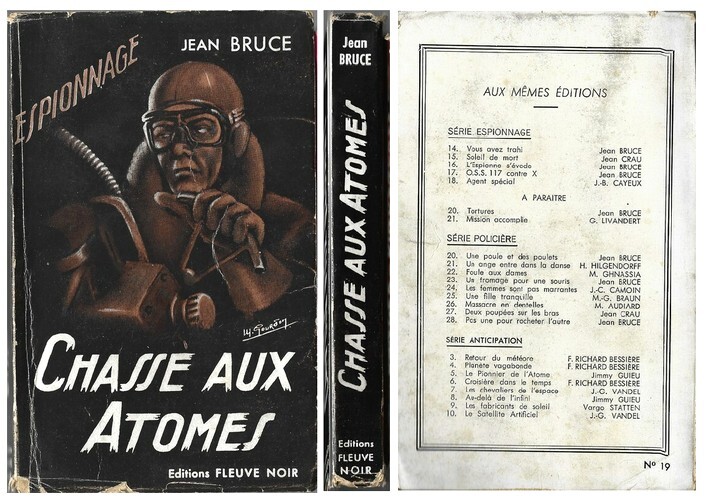 ESPIONNAGE
JEAN BRUCE
M. Gourdon
CHASSE AUX
ATOMES
Editions FLEUVE NOIR
Jean
BRUCE
CHASSE AUX ATOMES
Editions
FLEUVE
NOIR
AUX MÊMES ÉDITIONS
SÉRIE ESPIONNAGE
14. Vous avez trahi Jean BRUCE
15. Soleil de mort Jean CRAU
16. L'Espionne s'évade Jean BRUCE
17. O.S.S. 117 contre X Jean BRUCE
18. Agent spécial J.-B. CAYEUX
A PARAITRE
20. Tortures Jean BRUCE
21. Mission accomplie G. LIVANDERT
SÉRIE POLICIÈRE
20. Une poule et des poulets Jean BRUCE
21. Un ange entre dans la danse H. HILGENDORFF
22. Foule aux dames M. GHNASSIA
23. Un fromage pour une souris Jean BRUCE
24. Les femmes sont pas marrantes J.-C. CAMOIN
25. Une fille tranquille M.-G. BRAUN
26. Massacre en dentelles M. AUDIARD
27. Deux poupées sur les bras Jean CRAU
28. Pas une pour racheter l'autre Jean BRUCE
SÉRIE ANTICIPATION
3. Retour du météore F. RICHARD BESSIÈRE
4. Planète vagabonde F. RICHARD BESSIÈRE
5. Le Pionnier de l'Atome Jimmy GUIEU
6. Croisière dans le temps F. RICHARD BESSIÈRE
7. Les chevaliers de l'espace J.-G. VANDEL
8. Au-delà de l'infini Jimmy GUIEU
9. Les fabricants de soleil Vargo STATTEN
10. Le Satellite Artificiel J.-G. VANDEL
N° 19